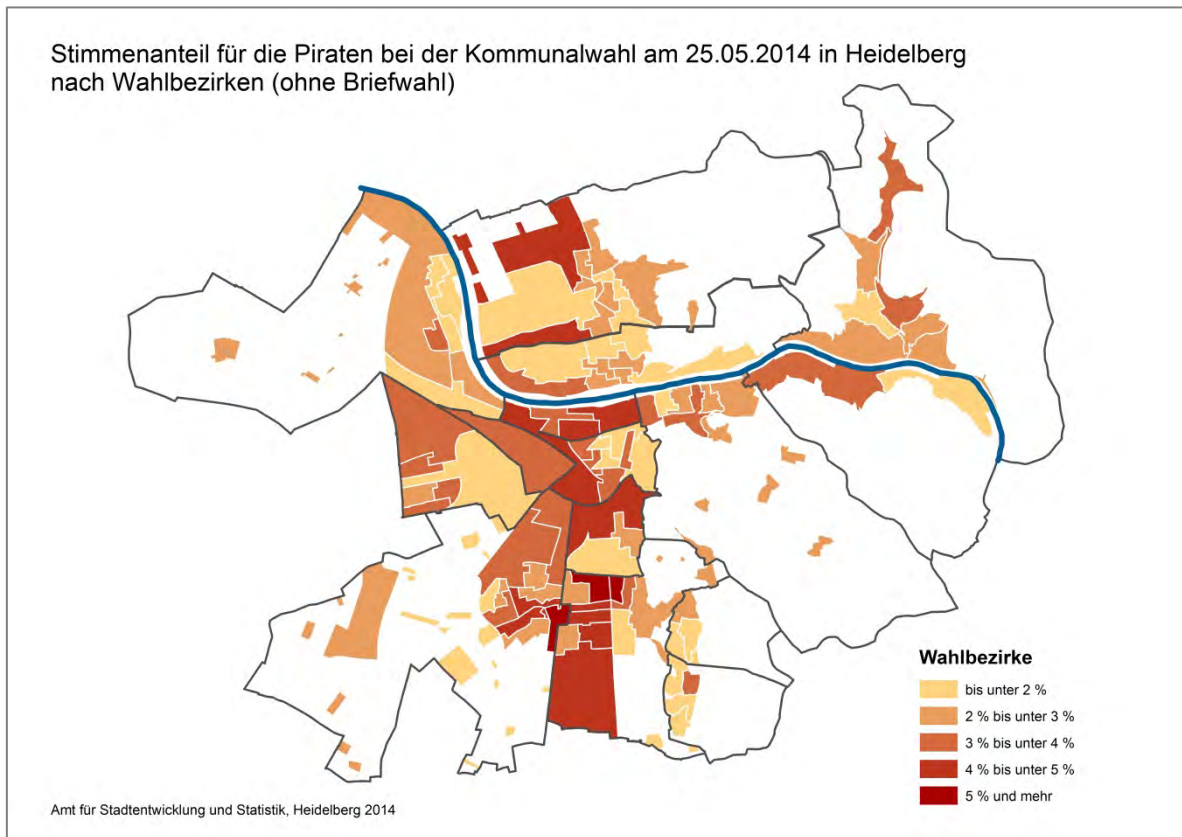 Stimmenanteil für die Piraten bei der Kommunalwahl am 25.05.2014 in Heidelberg
nach Wahlbezirken (ohne Briefwahl)
Wahlbezirke
bis unter 2 %
2 % bis unter 3 %
3 % bis unter 4 %
4 % bis unter 5 %
5 % und mehr
Amt für Stadtentwicklung und Statistik, Heidelberg 2014